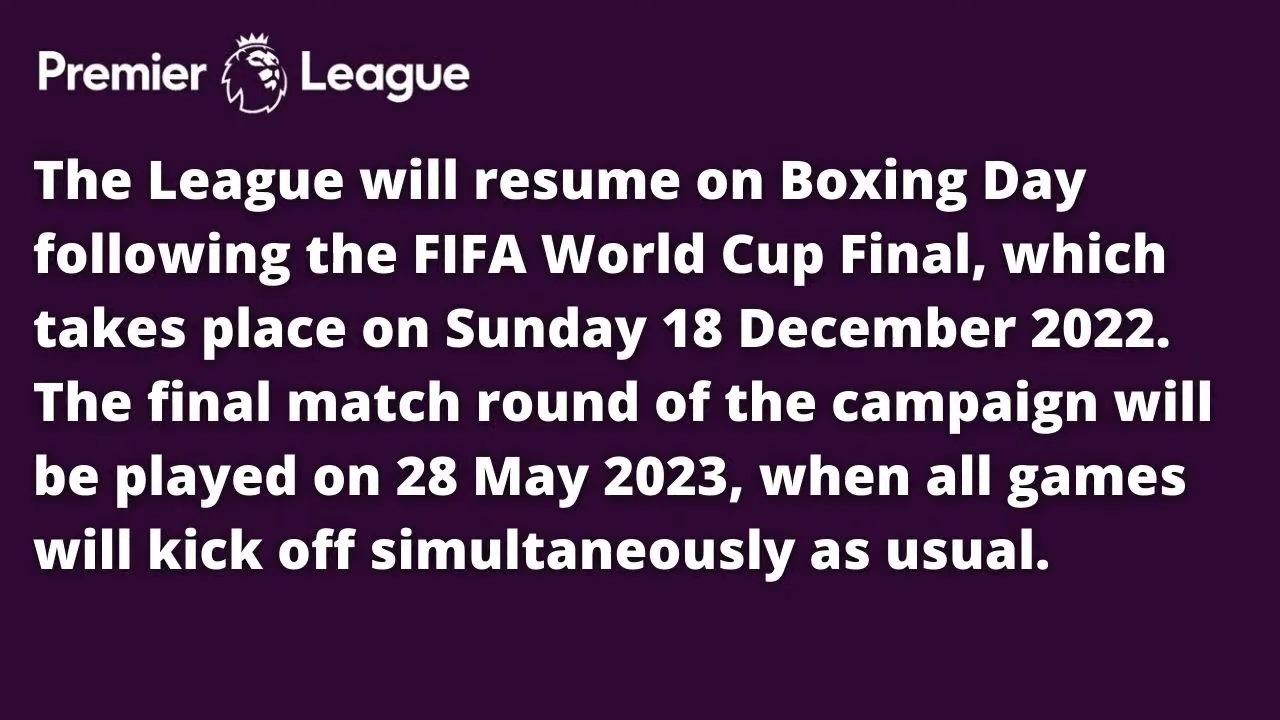 Premier League
The League will resume on Boxing Day
following the FIFA World Cup Final, which
takes place on Sunday 18 December 2022.
The final match round of the campaign will
be played on 28 May 2023, when all games
will kick off simultaneously as usual.